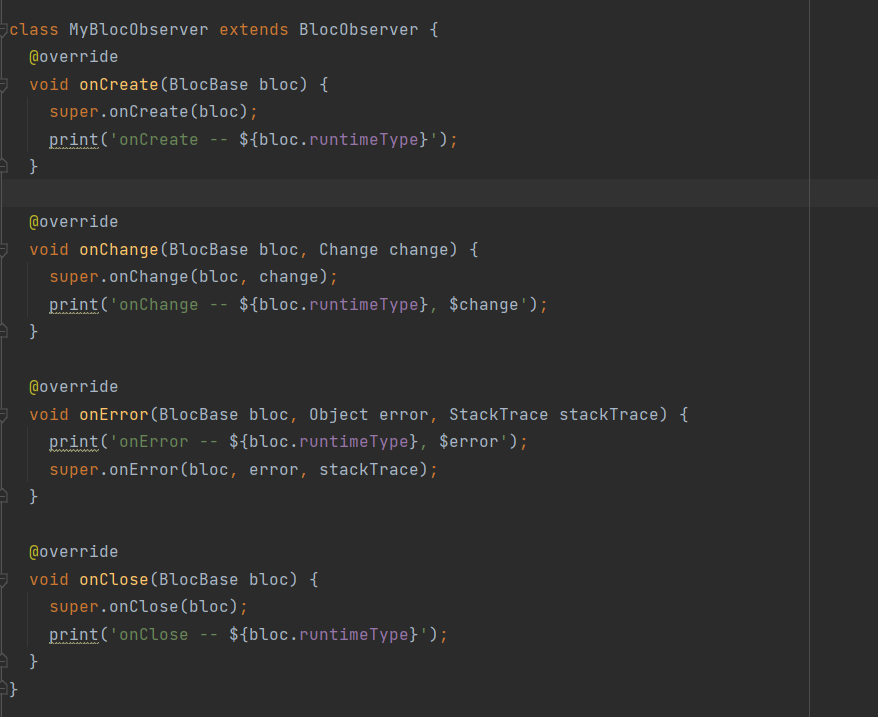 class MyBlocObserver extends BlocObserver {
  @override
  void onCreate(BlocBase bloc) {
    super.onCreate(bloc);
    print('onCreate -- ${bloc.runtimeType}');
  }

  @override
  void onChange(BlocBase bloc, Change change) {
    super.onChange(bloc, change);
    print('onChange -- ${bloc.runtimeType}, $change');
  }

  @override
  void onError(BlocBase bloc, Object error, StackTrace stackTrace) {
    print('onError -- ${bloc.runtimeType}, $error');
    super.onError(bloc, error, stackTrace);
  }

  @override
  void onClose(BlocBase bloc) {
    super.onClose(bloc);
    print('onClose -- ${bloc.runtimeType}');
  }
}